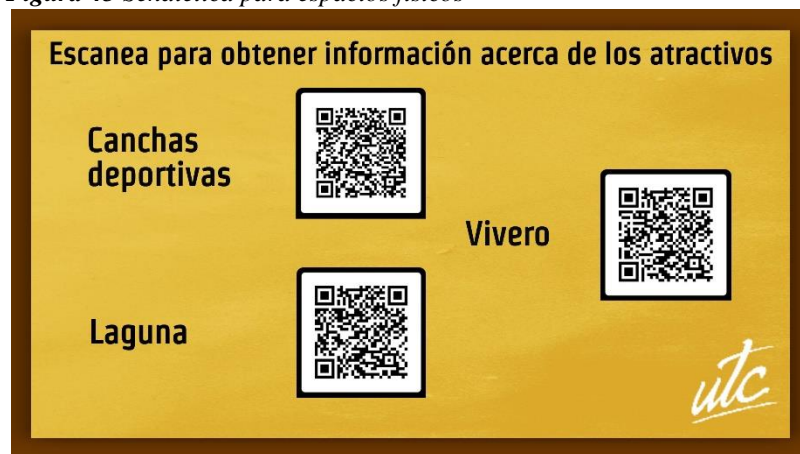 Escanea para obtener información acerca de los atractivos
Canchas
deportivas
Vivero
Laguna
utc